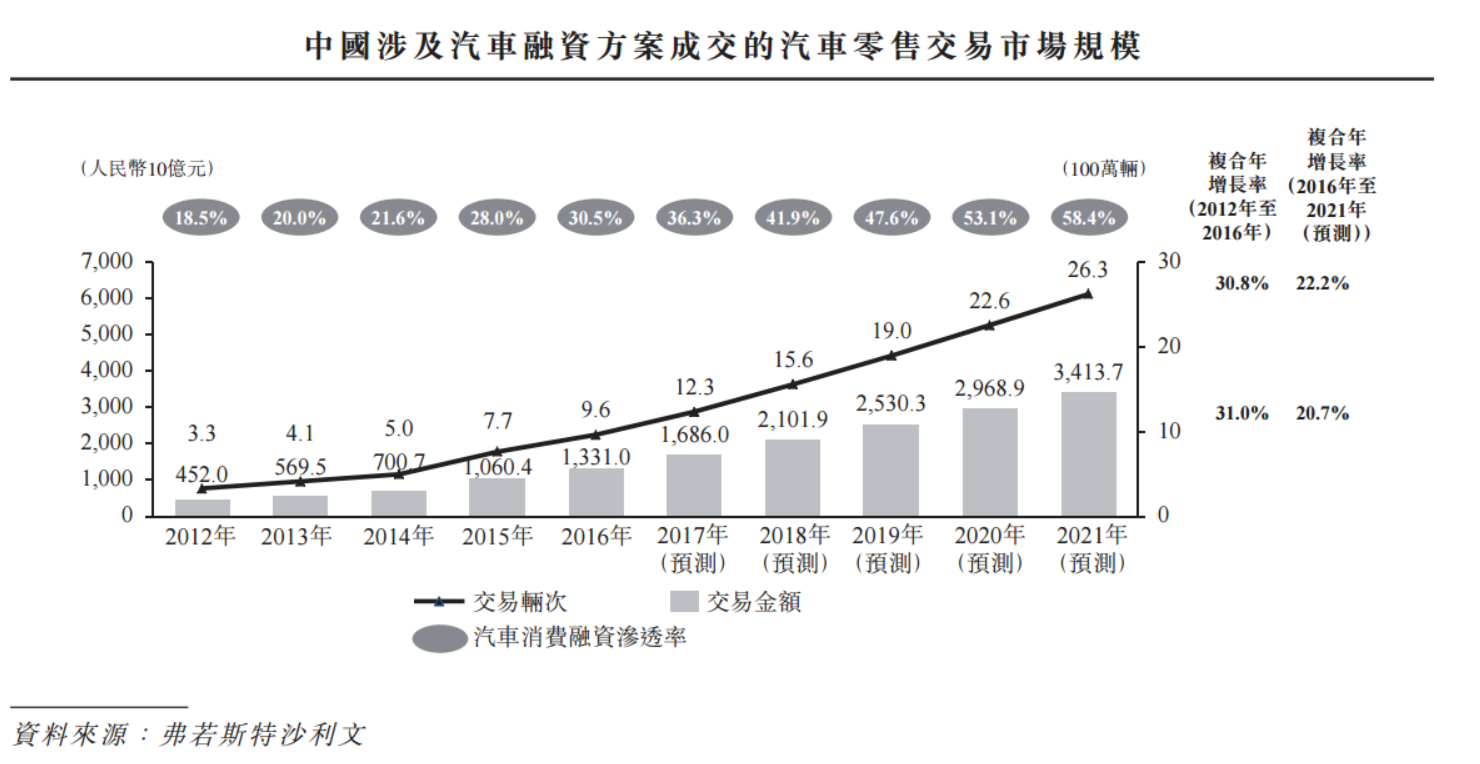 中國涉及汽車融資方案成交的汽車零售交易市場規模
(人民幣10億元)
(100萬輛)
複合年
增長率
(2012年至
2016年)
複合年
增長率
(2016年至
2021年
(預測))
18.5% 20.0% 21.6% 28.0% 30.5% 36.3% 41.9% 47.6% 53.1% 58.4%
7,000
6,000
5,000
4,000
3,000
2,000
1,000
0
30
20
10
0
3.3 4.1 5.0 7.7 9.6 12.3 15.6 19.0 22.6 26.3
30.8% 22.2%
452.0 569.5 700.7 1,060.4 1,331.0 1,686.0 2,101.9 2,530.3 2,968.9 3,413.7
31.0% 20.7%
2012年 2013年 2014年 2015年 2016年 2017年 2018年 2019年 2020年 2021年
(預測) (預測) (預測) (預測) (預測)
交易輛次 交易金額
汽車消費融資滲透率
資料來源：弗若斯特沙利文